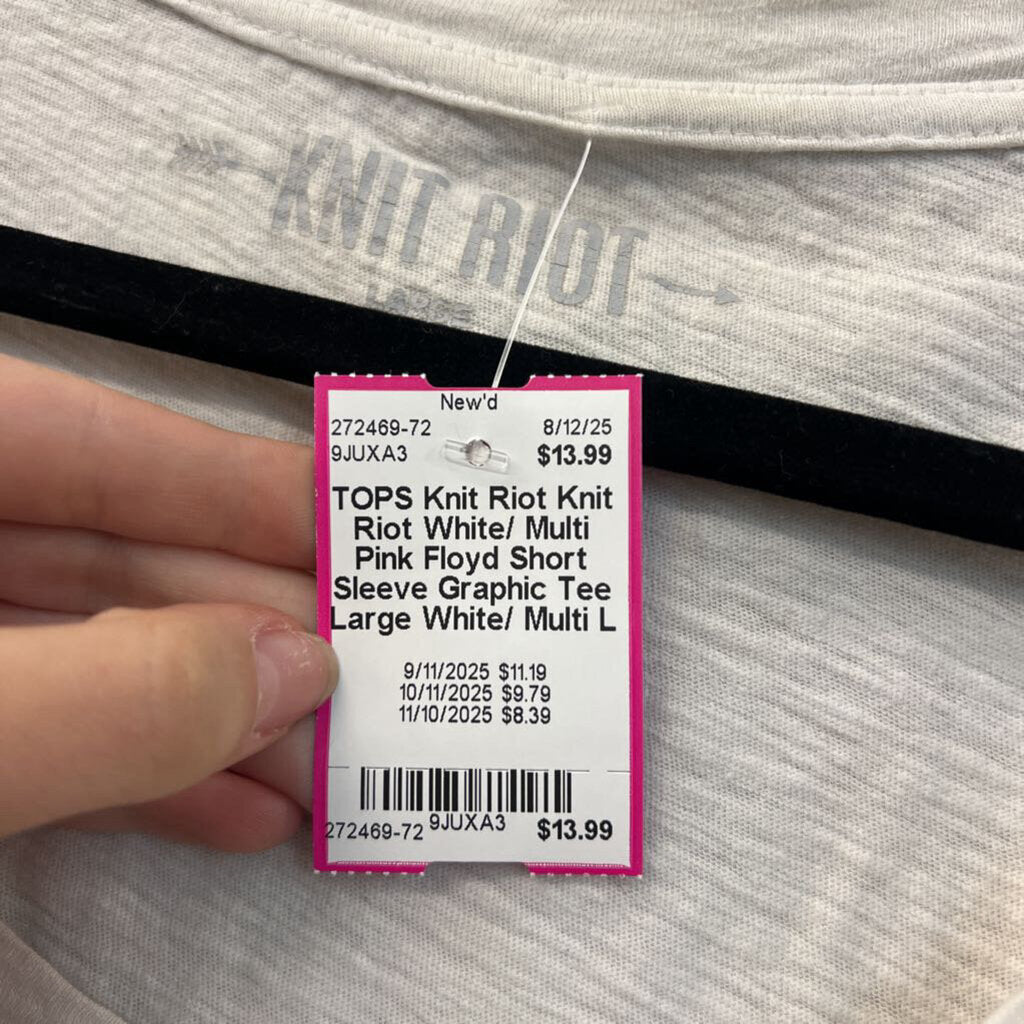 KNIT RIOT
LARGE
New'd
272469-72 8/12/25
9JUXA3 $13.99
TOPS Knit Riot Knit
Riot White/ Multi
Pink Floyd Short
Sleeve Graphic Tee
Large White/ Multi L
9/11/2025 $11.19
10/11/2025 $9.79
11/10/2025 $8.39
272469-72 9JUXA3 $13.99